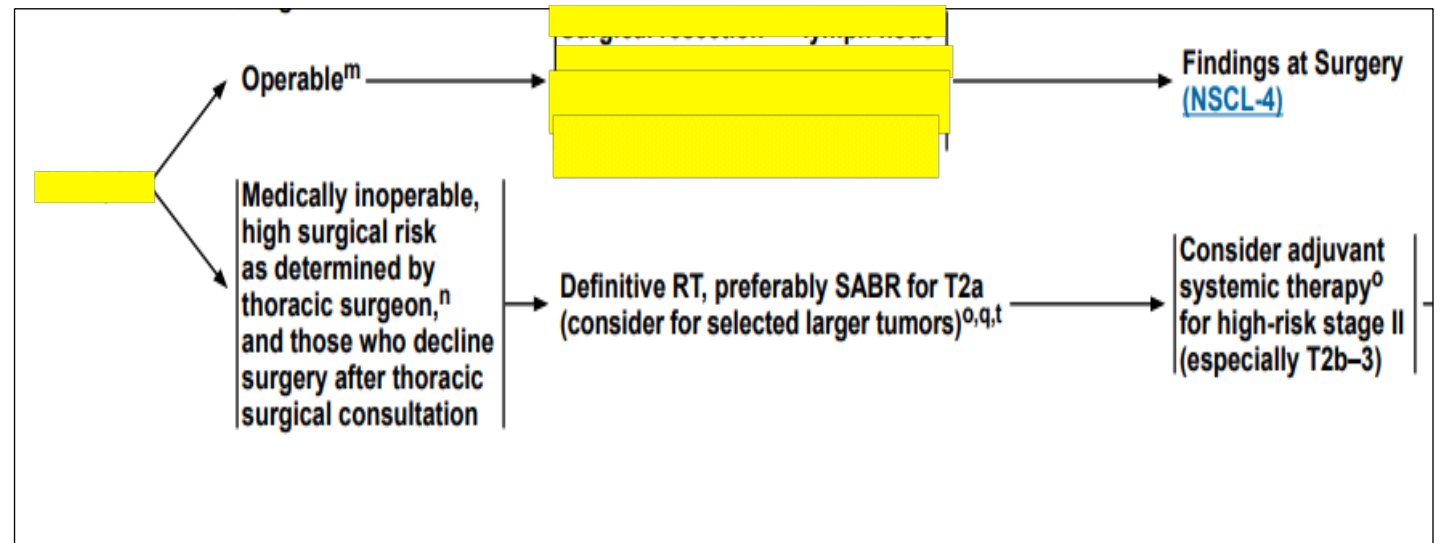 Operableᵐ
Findings at Surgery
(NSCL-4)
Medically inoperable,
high surgical risk
as determined by
thoracic surgeon,ⁿ
and those who decline
surgery after thoracic
surgical consultation
Definitive RT, preferably SABR for T2a
(consider for selected larger tumors)ᵒ,q,ᵗ
Consider adjuvant
systemic therapyᵒ
for high-risk stage II
(especially T2b–3)